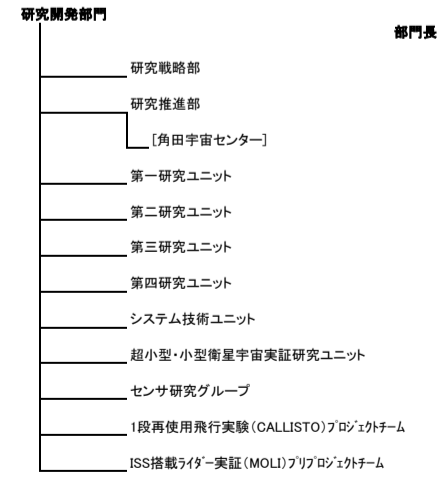 研究開発部門
部門長
研究戦略部
研究推進部
[角田宇宙センター]
第一研究ユニット
第二研究ユニット
第三研究ユニット
第四研究ユニット
システム技術ユニット
超小型・小型衛星宇宙実証研究ユニット
センサ研究グループ
1段再使用飛行実験(CALLISTO)ﾌﾟﾛｼﾞｪｸﾄチーム
ISS搭載ﾗｲﾀﾞｰ実証(MOLI)ﾌﾟﾘﾌﾟﾛｼﾞｪｸﾄチーム